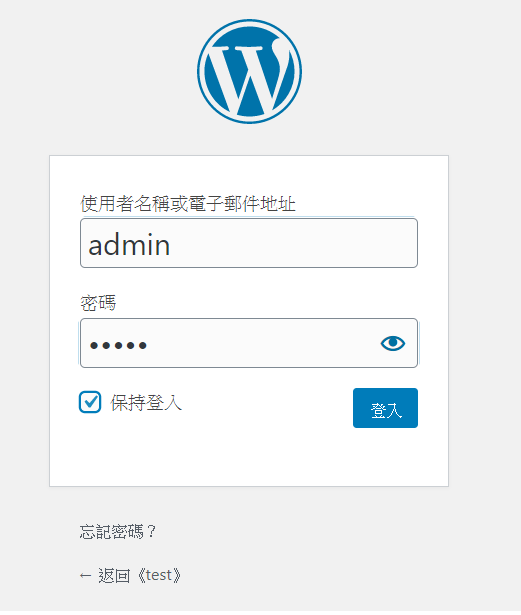 使用者名稱或電子郵件地址
admin
密碼
•••••
保持登入
登入
忘記密碼？
← 返回《test》